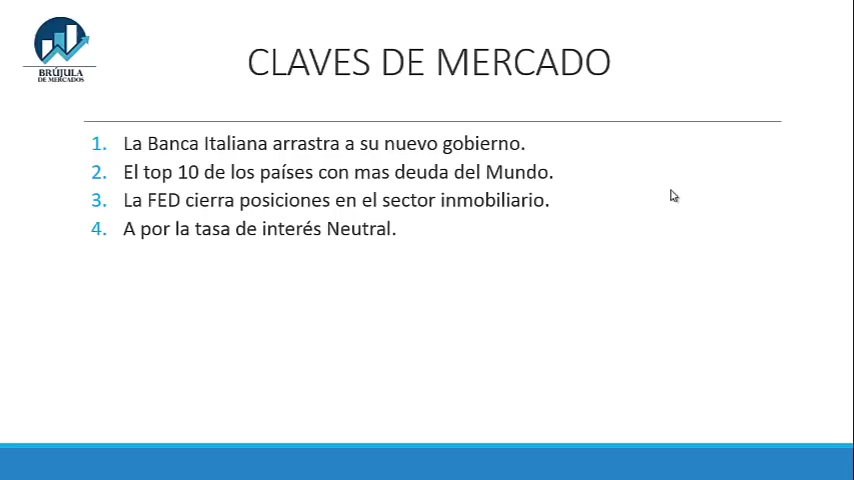 BRÚJULA
DE MERCADOS
CLAVES DE MERCADO
1. La Banca Italiana arrastra a su nuevo gobierno.
2. El top 10 de los países con mas deuda del Mundo.
3. La FED cierra posiciones en el sector inmobiliario.
4. A por la tasa de interés Neutral.